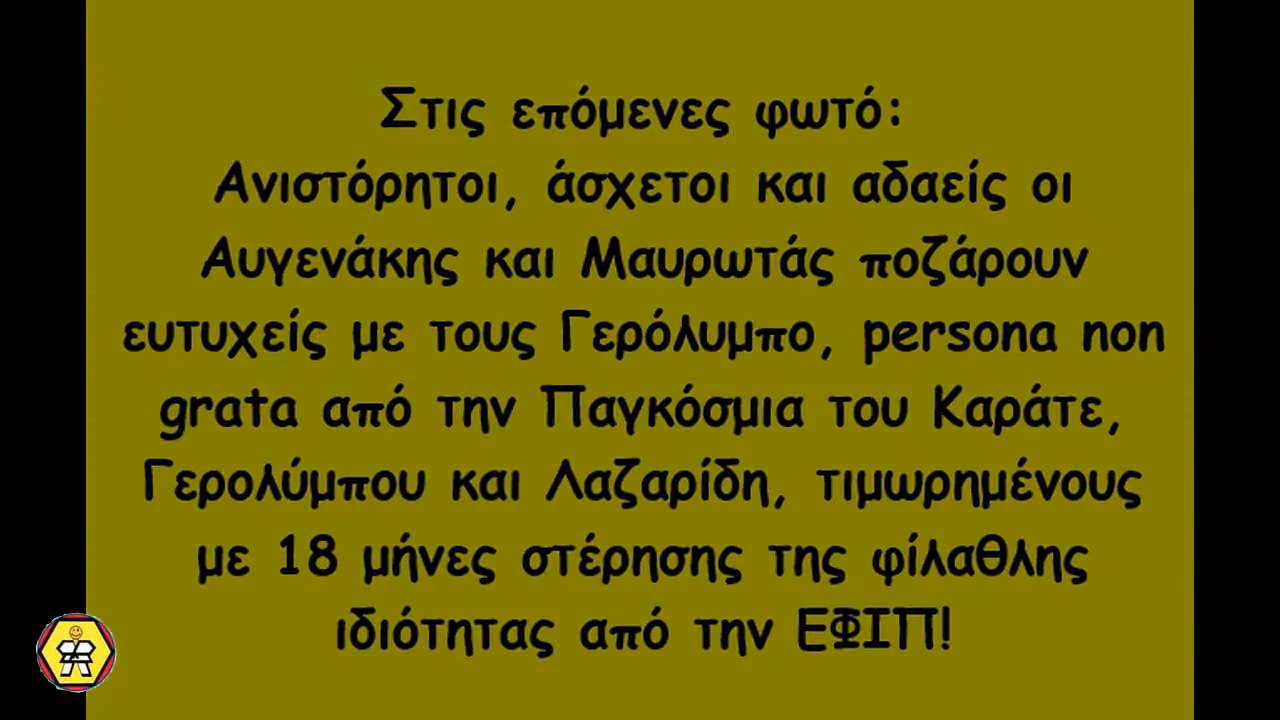 Στις επόμενες φωτό:
Ανιστόρητοι, άσχετοι και αδαείς οι
Αυγενάκης και Μαυρωτάς ποζάρουν
ευτυχείς με τους Γερόλυμπο, persona non
grata από την Παγκόσμια του Καράτε,
Γερολύμπου και Λαζαρίδη, τιμωρημένους
με 18 μήνες στέρησης της φίλαθλης
ιδιότητας από την ΕΦΙΠ!